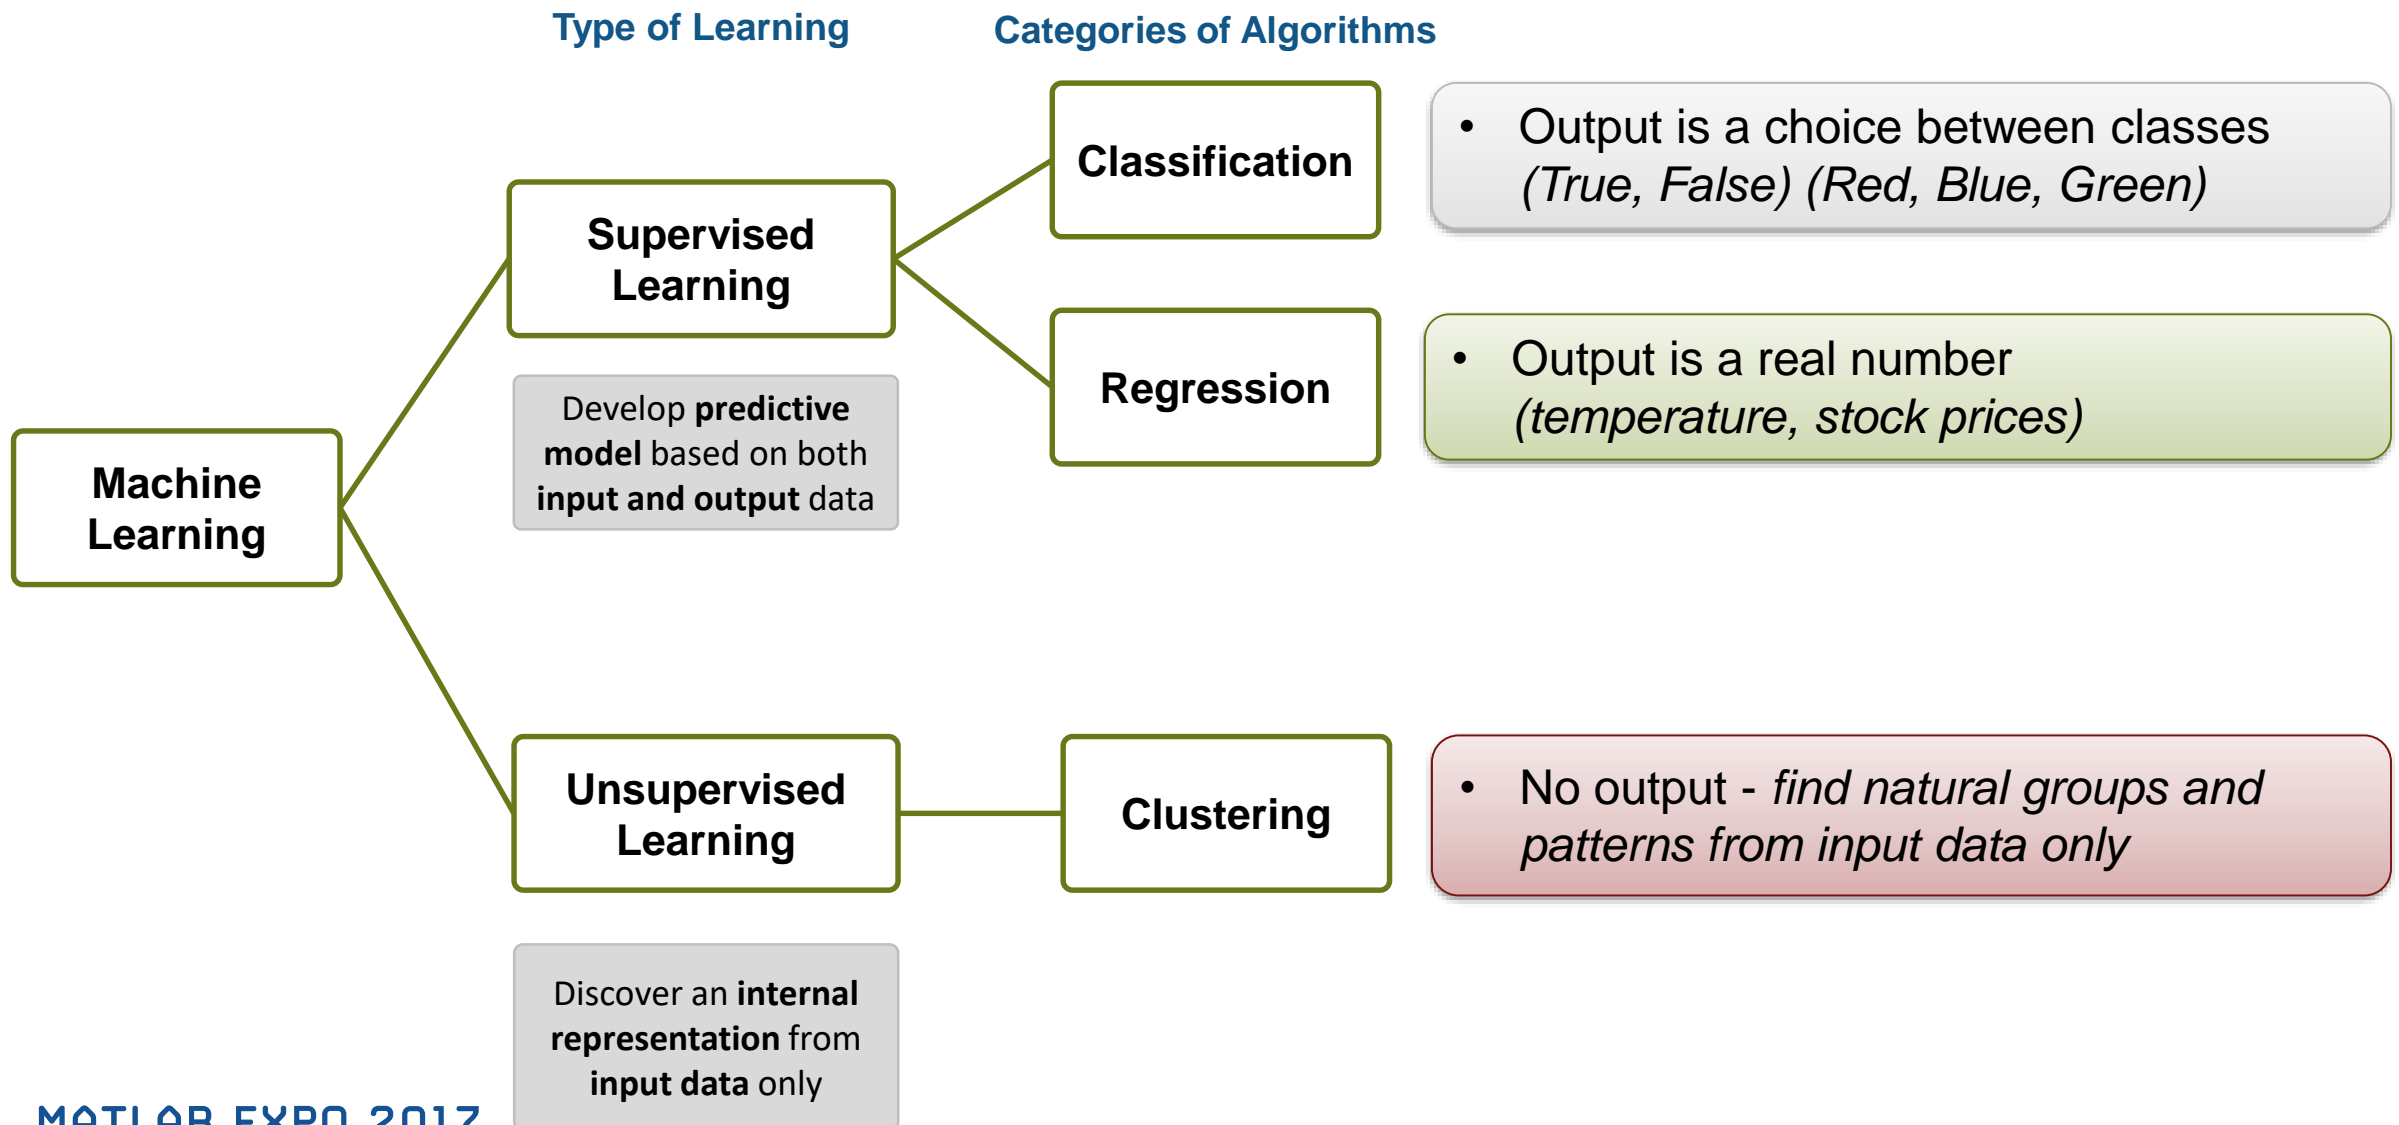 Type of Learning
Categories of Algorithms
Classification
• Output is a choice between classes
(True, False) (Red, Blue, Green)
Supervised
Learning
Regression
• Output is a real number
(temperature, stock prices)
Develop predictive
model based on both
input and output data
Machine
Learning
Unsupervised
Learning
Clustering
• No output - find natural groups and
patterns from input data only
Discover an internal
representation from
input data only
MATLAB EXPO 2017